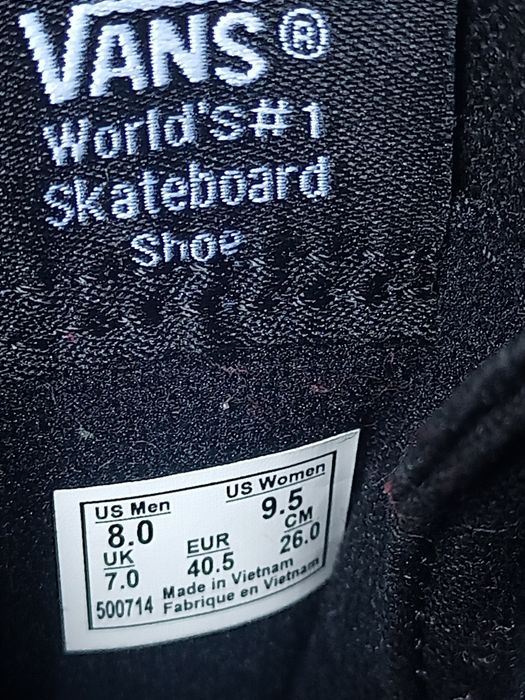 VANS®
World'S #1
Skateboard
Shoe
US Men US Women
8.0 9.5
UK EUR CM
7.0 40.5 26.0
Made in Vietnam
500714 Fabrique en Vietnam